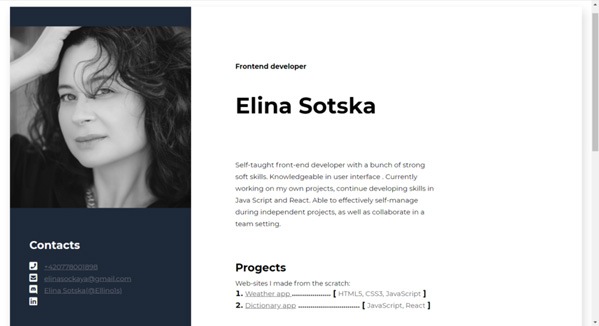 Frontend developer
Elina Sotska
Self-taught front-end developer with a bunch of strong
soft skills. Knowledgeable in user interface . Currently
working on my own projects, continue developing skills in
Java Script and React. Able to effectively self-manage
during independent projects, as well as collaborate in a
team setting.
Contacts
+420778001898
elinasockaya@gmail.com
Elina Sotska(@Ellino|s)
Progects
Web-sites I made from the scratch:
1. Weather app ................... [ HTML5, CSS3, JavaScript ]
2. Dictionary app .............................. [ JavaScript, React ]